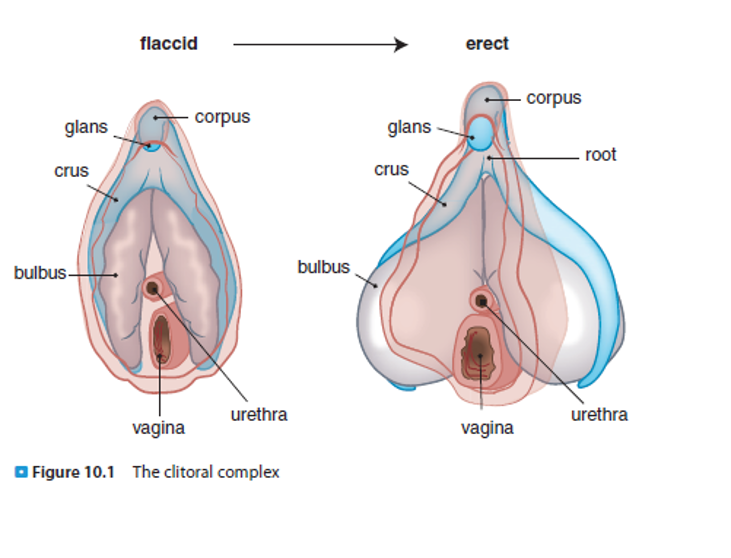 flaccid
erect
corpus
glans
crus
bulbus
urethra
vagina
corpus
glans
root
crus
bulbus
urethra
vagina
Figure 10.1 The clitoral complex